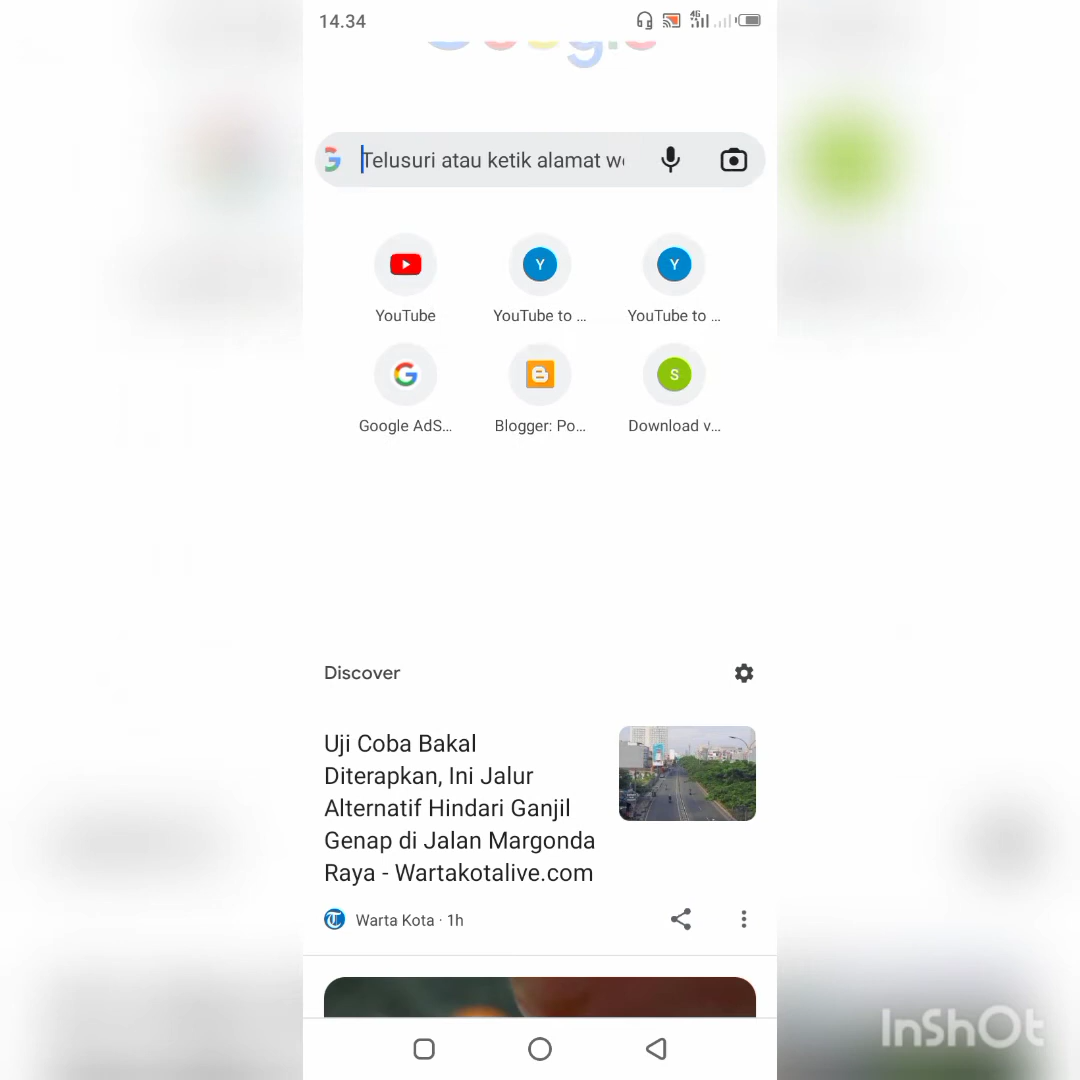 14.34
4G
Telusuri atau ketik alamat w
YouTube
YouTube to ...
YouTube to ...
Google AdS...
Blogger: Po...
Download v...
Discover
Uji Coba Bakal
Diterapkan, Ini Jalur
Alternatif Hindari Ganjil
Genap di Jalan Margonda
Raya - Wartakotalive.com
Warta Kota · 1h
InShOt